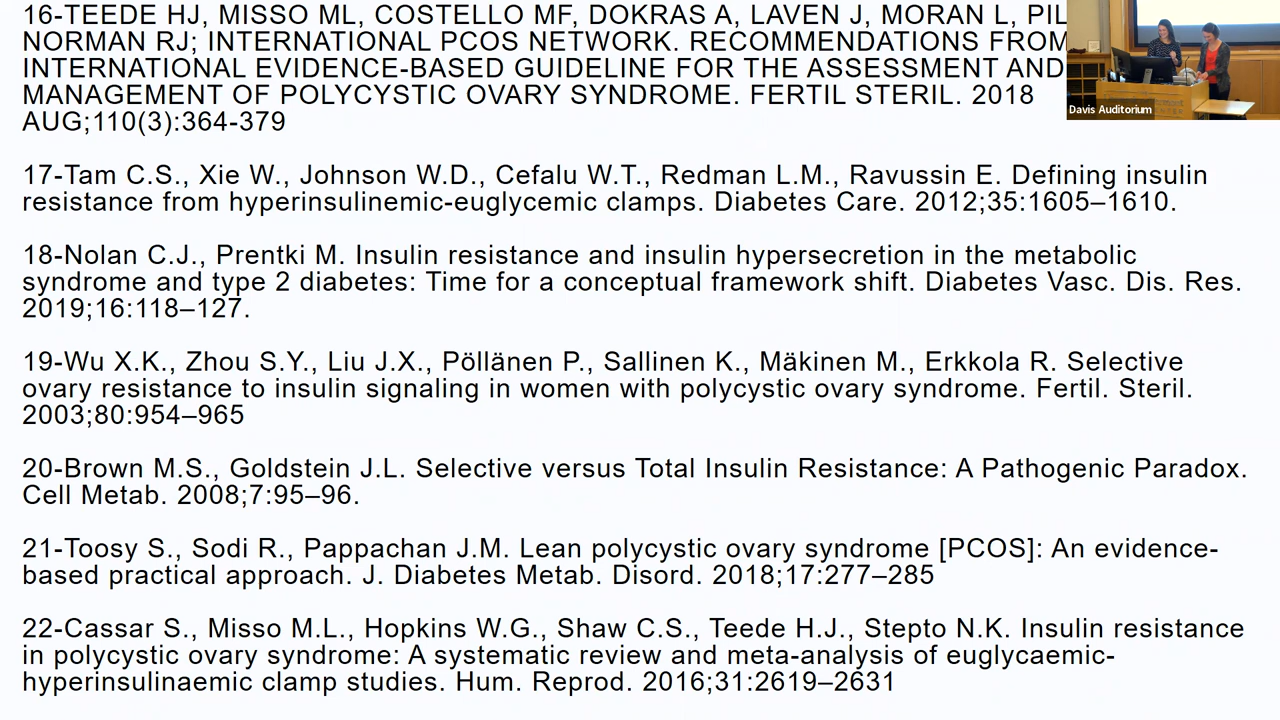 16-TEEDE HJ, MISSO ML, COSTELLO MF, DOKRAS A, LAVEN J, MORAN L,
NORMAN RJ; INTERNATIONAL PCOS NETWORK. RECOMMENDATIONS FROM
INTERNATIONAL EVIDENCE-BASED GUIDELINE FOR THE ASSESSMENT AND
MANAGEMENT OF POLYCYSTIC OVARY SYNDROME. FERTIL STERIL. 2018
AUG;110(3):364-379
Davis Auditorium
17-Tam C.S., Xie W., Johnson W.D., Cefalu W.T., Redman L.M., Ravussin E. Defining insulin
resistance from hyperinsulinemic-euglycemic clamps. Diabetes Care. 2012;35:1605–1610.
18-Nolan C.J., Prentki M. Insulin resistance and insulin hypersecretion in the metabolic
syndrome and type 2 diabetes: Time for a conceptual framework shift. Diabetes Vasc. Dis. Res.
2019;16:118–127.
19-Wu X.K., Zhou S.Y., Liu J.X., Pöllänen P., Sallinen K., Mäkinen M., Erkkola R. Selective
ovary resistance to insulin signaling in women with polycystic ovary syndrome. Fertil. Steril.
2003;80:954–965
20-Brown M.S., Goldstein J.L. Selective versus Total Insulin Resistance: A Pathogenic Paradox.
Cell Metab. 2008;7:95–96.
21-Toosy S., Sodi R., Pappachan J.M. Lean polycystic ovary syndrome [PCOS]: An evidence-
based practical approach. J. Diabetes Metab. Disord. 2018;17:277–285
22-Cassar S., Misso M.L., Hopkins W.G., Shaw C.S., Teede H.J., Stepto N.K. Insulin resistance
in polycystic ovary syndrome: A systematic review and meta-analysis of euglycaemic-
hyperinsulinaemic clamp studies. Hum. Reprod. 2016;31:2619–2631